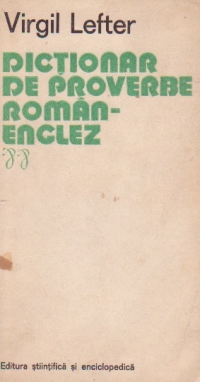 Virgil Lefter
DICȚIONAR
DE PROVERBE
ROMÂN-
ENGLEZ
Editura științifică și enciclopedică